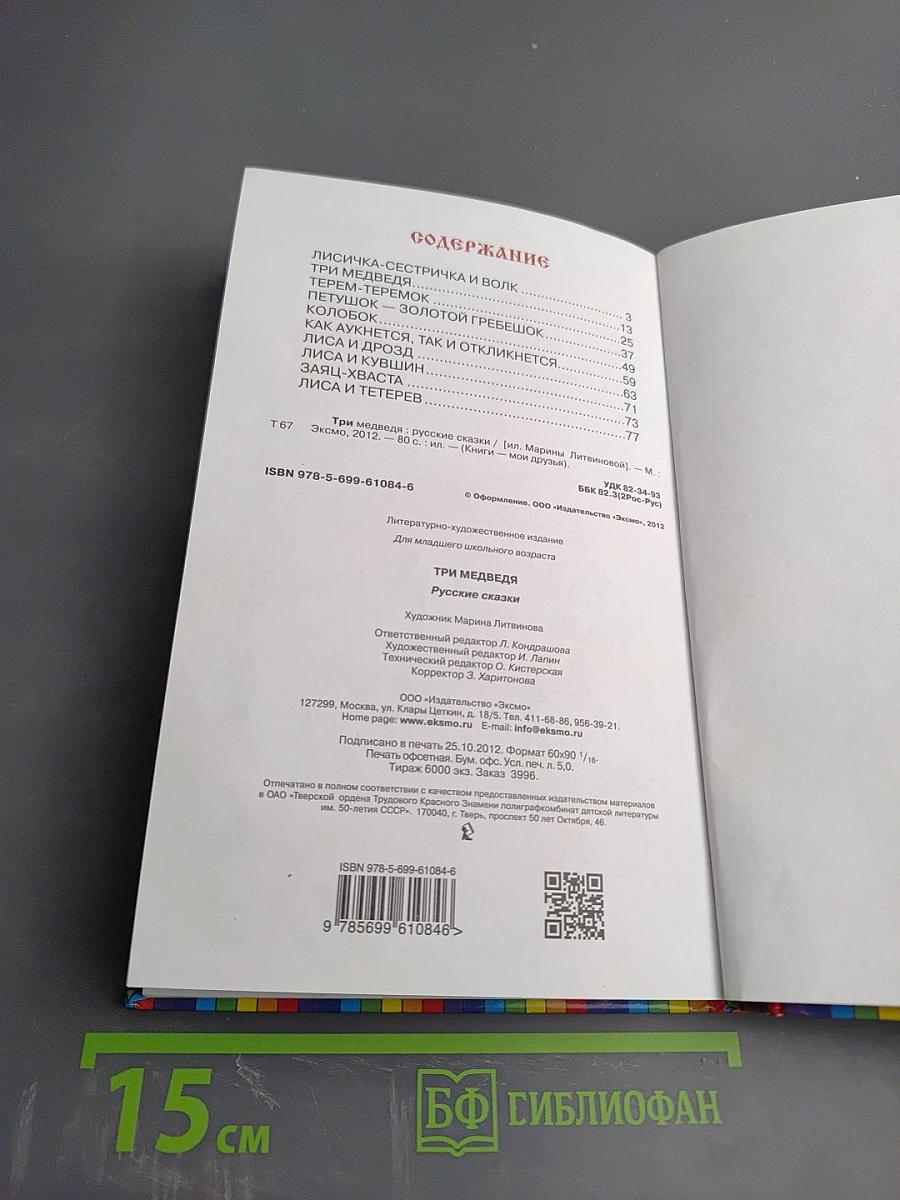 СОДЕРЖАНИЕ
ЛИСИЧКА-СЕСТРИЧКА И ВОЛК .................... 3
ТРИ МЕДВЕДЯ.................... 13
ТЕРЕМ-ТЕРЕМОК .................... 25
ПЕТУШОК — ЗОЛОТОЙ ГРЕБЕШОК.................... 37
КОЛОБОК.................... 49
КАК АУКНЕТСЯ, ТАК И ОТКЛИКНЕТСЯ.................... 59
ЛИСА И ДРОЗД .................... 63
ЛИСА И КУВШИН.................... 71
ЗАЯЦ-ХВАСТА .................... 73
ЛИСА И ТЕТЕРЕВ .................... 77
Т 67 Три медведя : русские сказки / [ил. Марины Литвиновой]. — М. :
Эксмо, 2012. — 80 с. : ил. — (Книги — мои друзья).
УДК 82-34-93
ББК 82.3(2Рос-Рус)
ISBN 978-5-699-61084-6
© Оформление. ООО «Издательство «Эксмо», 2012
Литературно-художественное издание
Для младшего школьного возраста
ТРИ МЕДВЕДЯ
Русские сказки
Художник Марина Литвинова
Ответственный редактор Л. Кондрашова
Художественный редактор И. Лапин
Технический редактор О. Кистерская
Корректор З. Харитонова
ООО «Издательство «Эксмо»
127299, Москва, ул. Клары Цеткин, д. 18/5. Тел. 411-68-86, 956-39-21.
Home page: www.eksmo.ru E-mail: info@eksmo.ru
Подписано в печать 25.10.2012. Формат 60x90 1/16.
Печать офсетная. Бум. офс. Усл. печ. л. 5,0.
Тираж 6000 экз. Заказ 3996.
Отпечатано в полном соответствии с качеством предоставленных издательством материалов
в ОАО «Тверской ордена Трудового Красного Знамени полиграфкомбинат детской литературы
им. 50-летия СССР». 170040, г. Тверь, проспект 50 лет Октября, 46.
ISBN 978-5-699-61084-6
9 785699 610846>
15 см
БФ БИБЛИОФАН